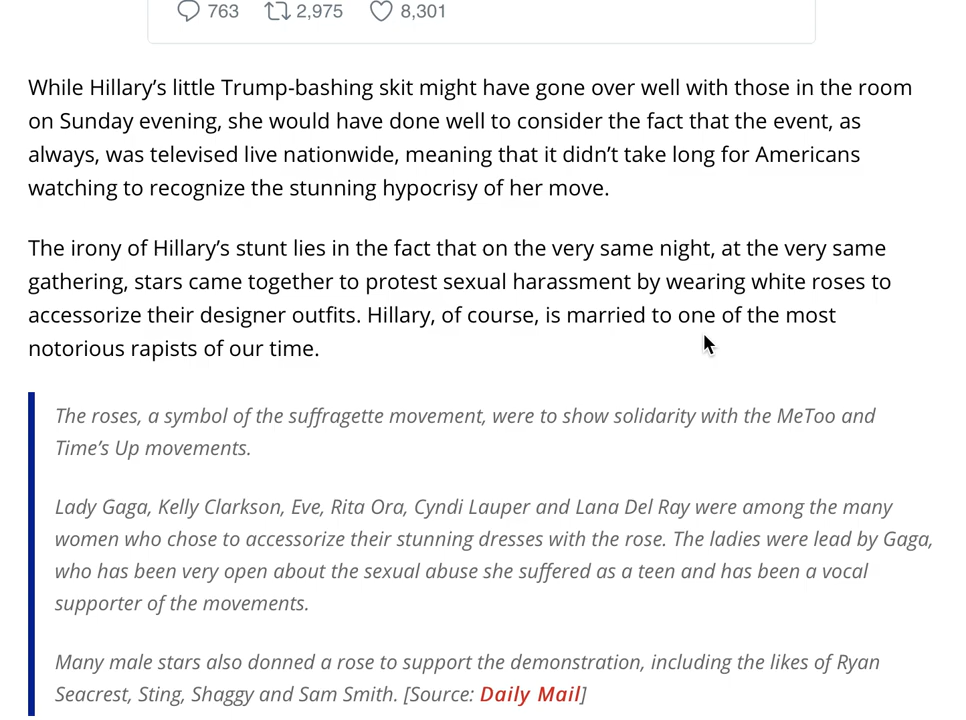 763 2,975 8,301
While Hillary’s little Trump-bashing skit might have gone over well with those in the room
on Sunday evening, she would have done well to consider the fact that the event, as
always, was televised live nationwide, meaning that it didn’t take long for Americans
watching to recognize the stunning hypocrisy of her move.
The irony of Hillary’s stunt lies in the fact that on the very same night, at the very same
gathering, stars came together to protest sexual harassment by wearing white roses to
accessorize their designer outfits. Hillary, of course, is married to one of the most
notorious rapists of our time.
The roses, a symbol of the suffragette movement, were to show solidarity with the MeToo and
Time’s Up movements.
Lady Gaga, Kelly Clarkson, Eve, Rita Ora, Cyndi Lauper and Lana Del Ray were among the many
women who chose to accessorize their stunning dresses with the rose. The ladies were lead by Gaga,
who has been very open about the sexual abuse she suffered as a teen and has been a vocal
supporter of the movements.
Many male stars also donned a rose to support the demonstration, including the likes of Ryan
Seacrest, Sting, Shaggy and Sam Smith. [Source: Daily Mail]